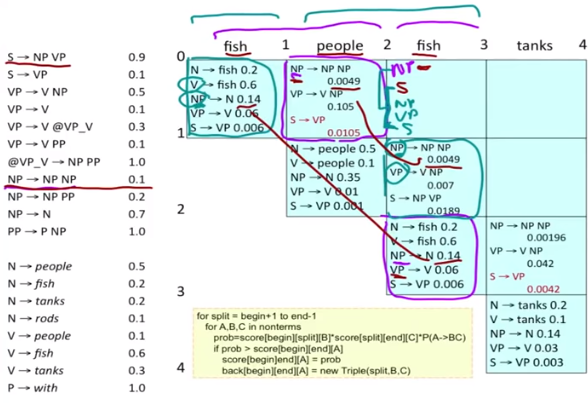 S → NP VP 0.9
S → VP 0.1
VP → V NP 0.5
VP → V 0.1
VP → V @VP_V 0.3
VP → V PP 0.1
@VP_V → NP PP 1.0
NP → NP NP 0.1
NP → NP PP 0.2
NP → N 0.7
PP → P NP 1.0
N → people 0.5
N → fish 0.2
N → tanks 0.2
N → rods 0.1
V → people 0.1
V → fish 0.6
V → tanks 0.3
P → with 1.0
0 fish 1 people 2 fish 3 tanks 4
N → fish 0.2
V → fish 0.6
NP → N 0.14
VP → V 0.06
S → VP 0.006
NP → NP NP
0.0049
VP → V NP
0.105
S → VP
0.0105
NP
S
NP
VP
S
1
N → people 0.5
V → people 0.1
NP → N 0.35
VP → V 0.01
S → VP 0.001
NP → NP NP
0.0049
VP → V NP
0.007
S → NP VP
0.0189
2
N → fish 0.2
V → fish 0.6
NP → N 0.14
VP → V 0.06
S → VP 0.006
NP → NP NP
0.00196
VP → V NP
0.042
S → VP
0.0042
3
N → tanks 0.2
V → tanks 0.1
NP → N 0.14
VP → V 0.03
S → VP 0.003
4
for split = begin+1 to end-1
for A,B,C in nonterms
prob=score[begin][split][B]*score[split][end][C]*P(A->BC)
if prob > score[begin][end][A]
score[begin]end][A] = prob
back[begin][end][A] = new Triple(split,B,C)